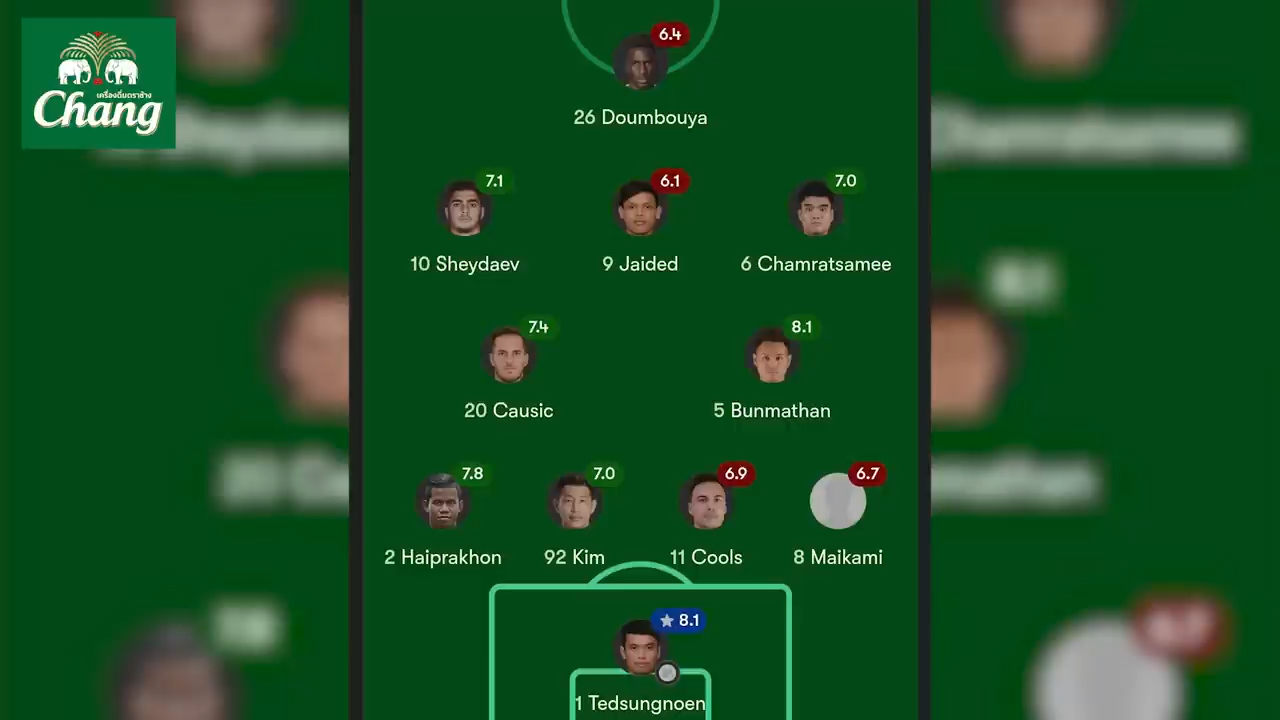 เครื่องดื่มตราช้าง
Chang
6.4
26 Doumbouya
7.1
6.1
7.0
10 Sheydaev
9 Jaided
6 Chamratsamee
7.4
8.1
20 Causic
5 Bunmathan
7.8
7.0
6.9
6.7
2 Haiprakhon
92 Kim
11 Cools
8 Maikami
8.1
1 Tedsungnoen